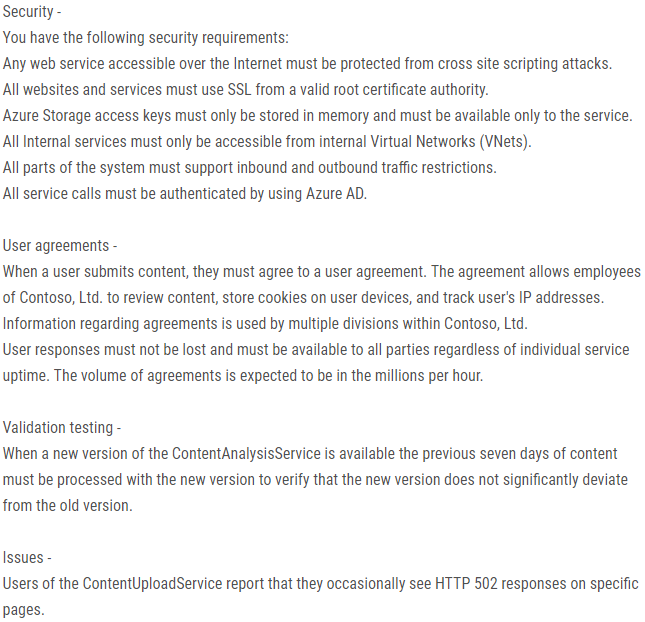 Security -
You have the following security requirements:
Any web service accessible over the Internet must be protected from cross site scripting attacks.
All websites and services must use SSL from a valid root certificate authority.
Azure Storage access keys must only be stored in memory and must be available only to the service.
All Internal services must only be accessible from internal Virtual Networks (VNets).
All parts of the system must support inbound and outbound traffic restrictions.
All service calls must be authenticated by using Azure AD.
User agreements -
When a user submits content, they must agree to a user agreement. The agreement allows employees
of Contoso, Ltd. to review content, store cookies on user devices, and track user's IP addresses.
Information regarding agreements is used by multiple divisions within Contoso, Ltd.
User responses must not be lost and must be available to all parties regardless of individual service
uptime. The volume of agreements is expected to be in the millions per hour.
Validation testing -
When a new version of the ContentAnalysisService is available the previous seven days of content
must be processed with the new version to verify that the new version does not significantly deviate
from the old version.
Issues -
Users of the ContentUploadService report that they occasionally see HTTP 502 responses on specific
pages.